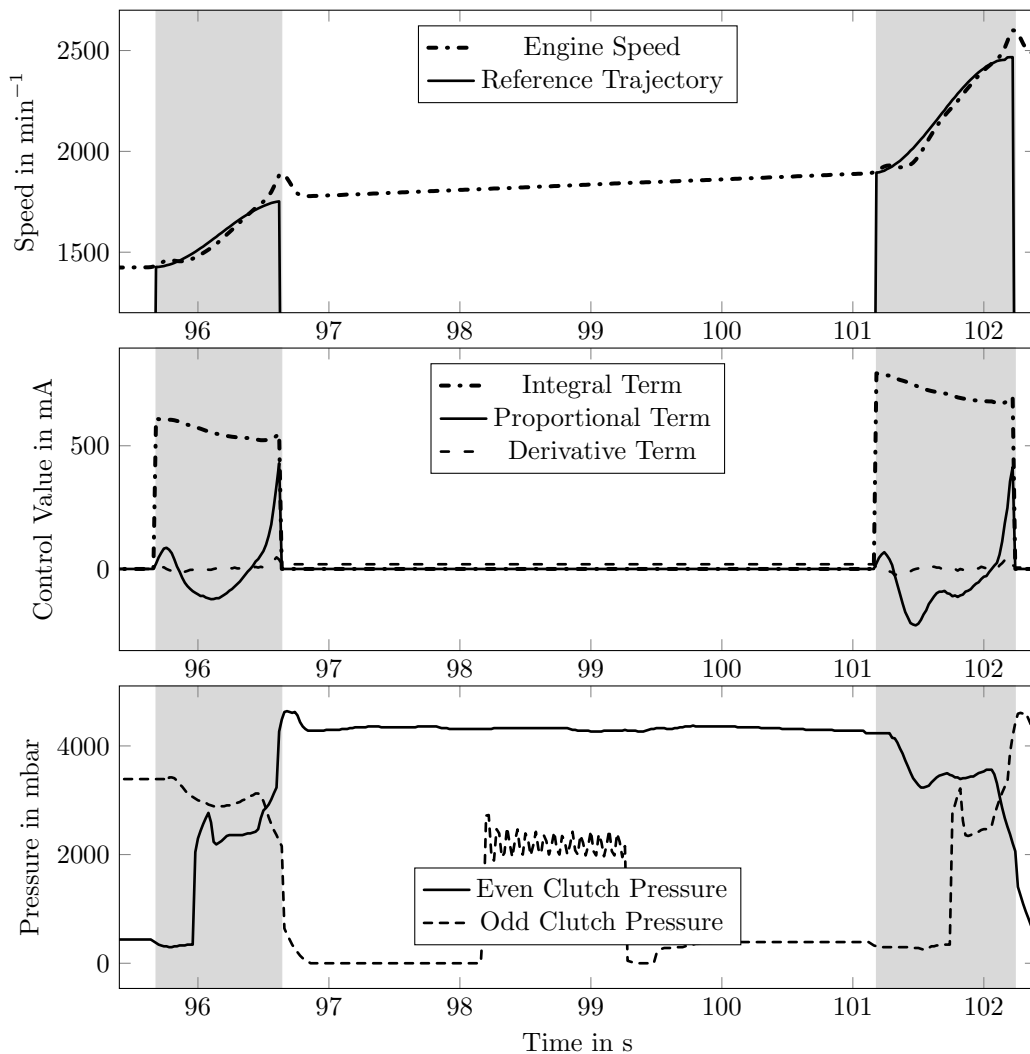 2500
2000
1500
Speed in min⁻¹
Engine Speed
Reference Trajectory
96 97 98 99 100 101 102
500
0
Control Value in mA
Integral Term
Proportional Term
Derivative Term
96 97 98 99 100 101 102
4000
2000
0
Pressure in mbar
Even Clutch Pressure
Odd Clutch Pressure
96 97 98 99 100 101 102
Time in s